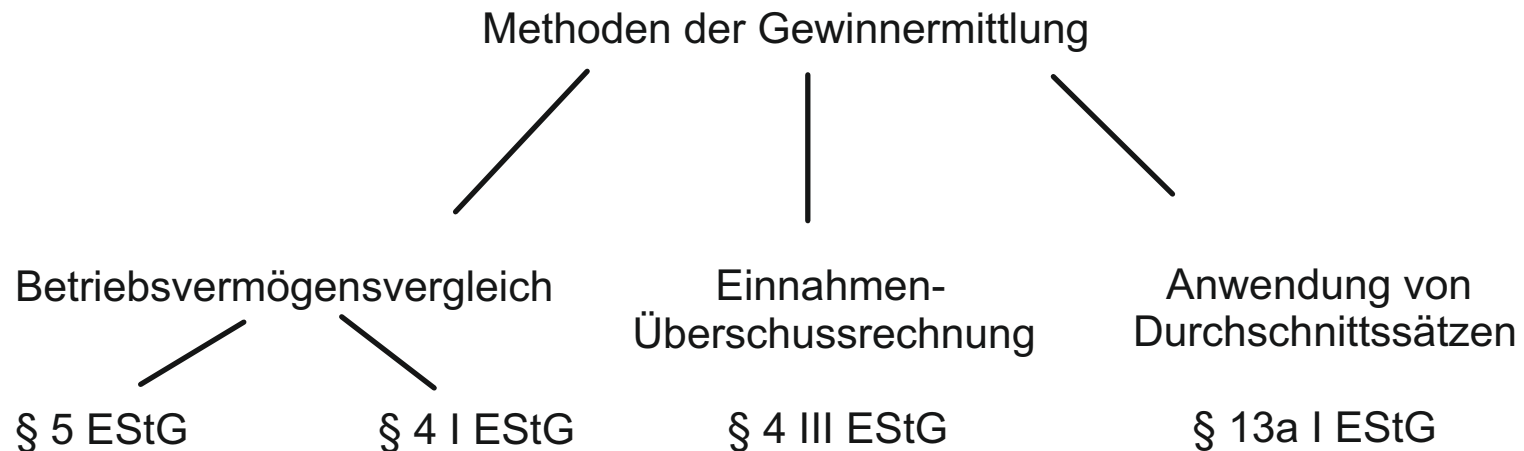 Methoden der Gewinnermittlung
Betriebsvermögensvergleich
Einnahmen-
Überschussrechnung
Anwendung von
Durchschnittssätzen
§ 5 EStG
§ 4 I EStG
§ 4 III EStG
§ 13a I EStG